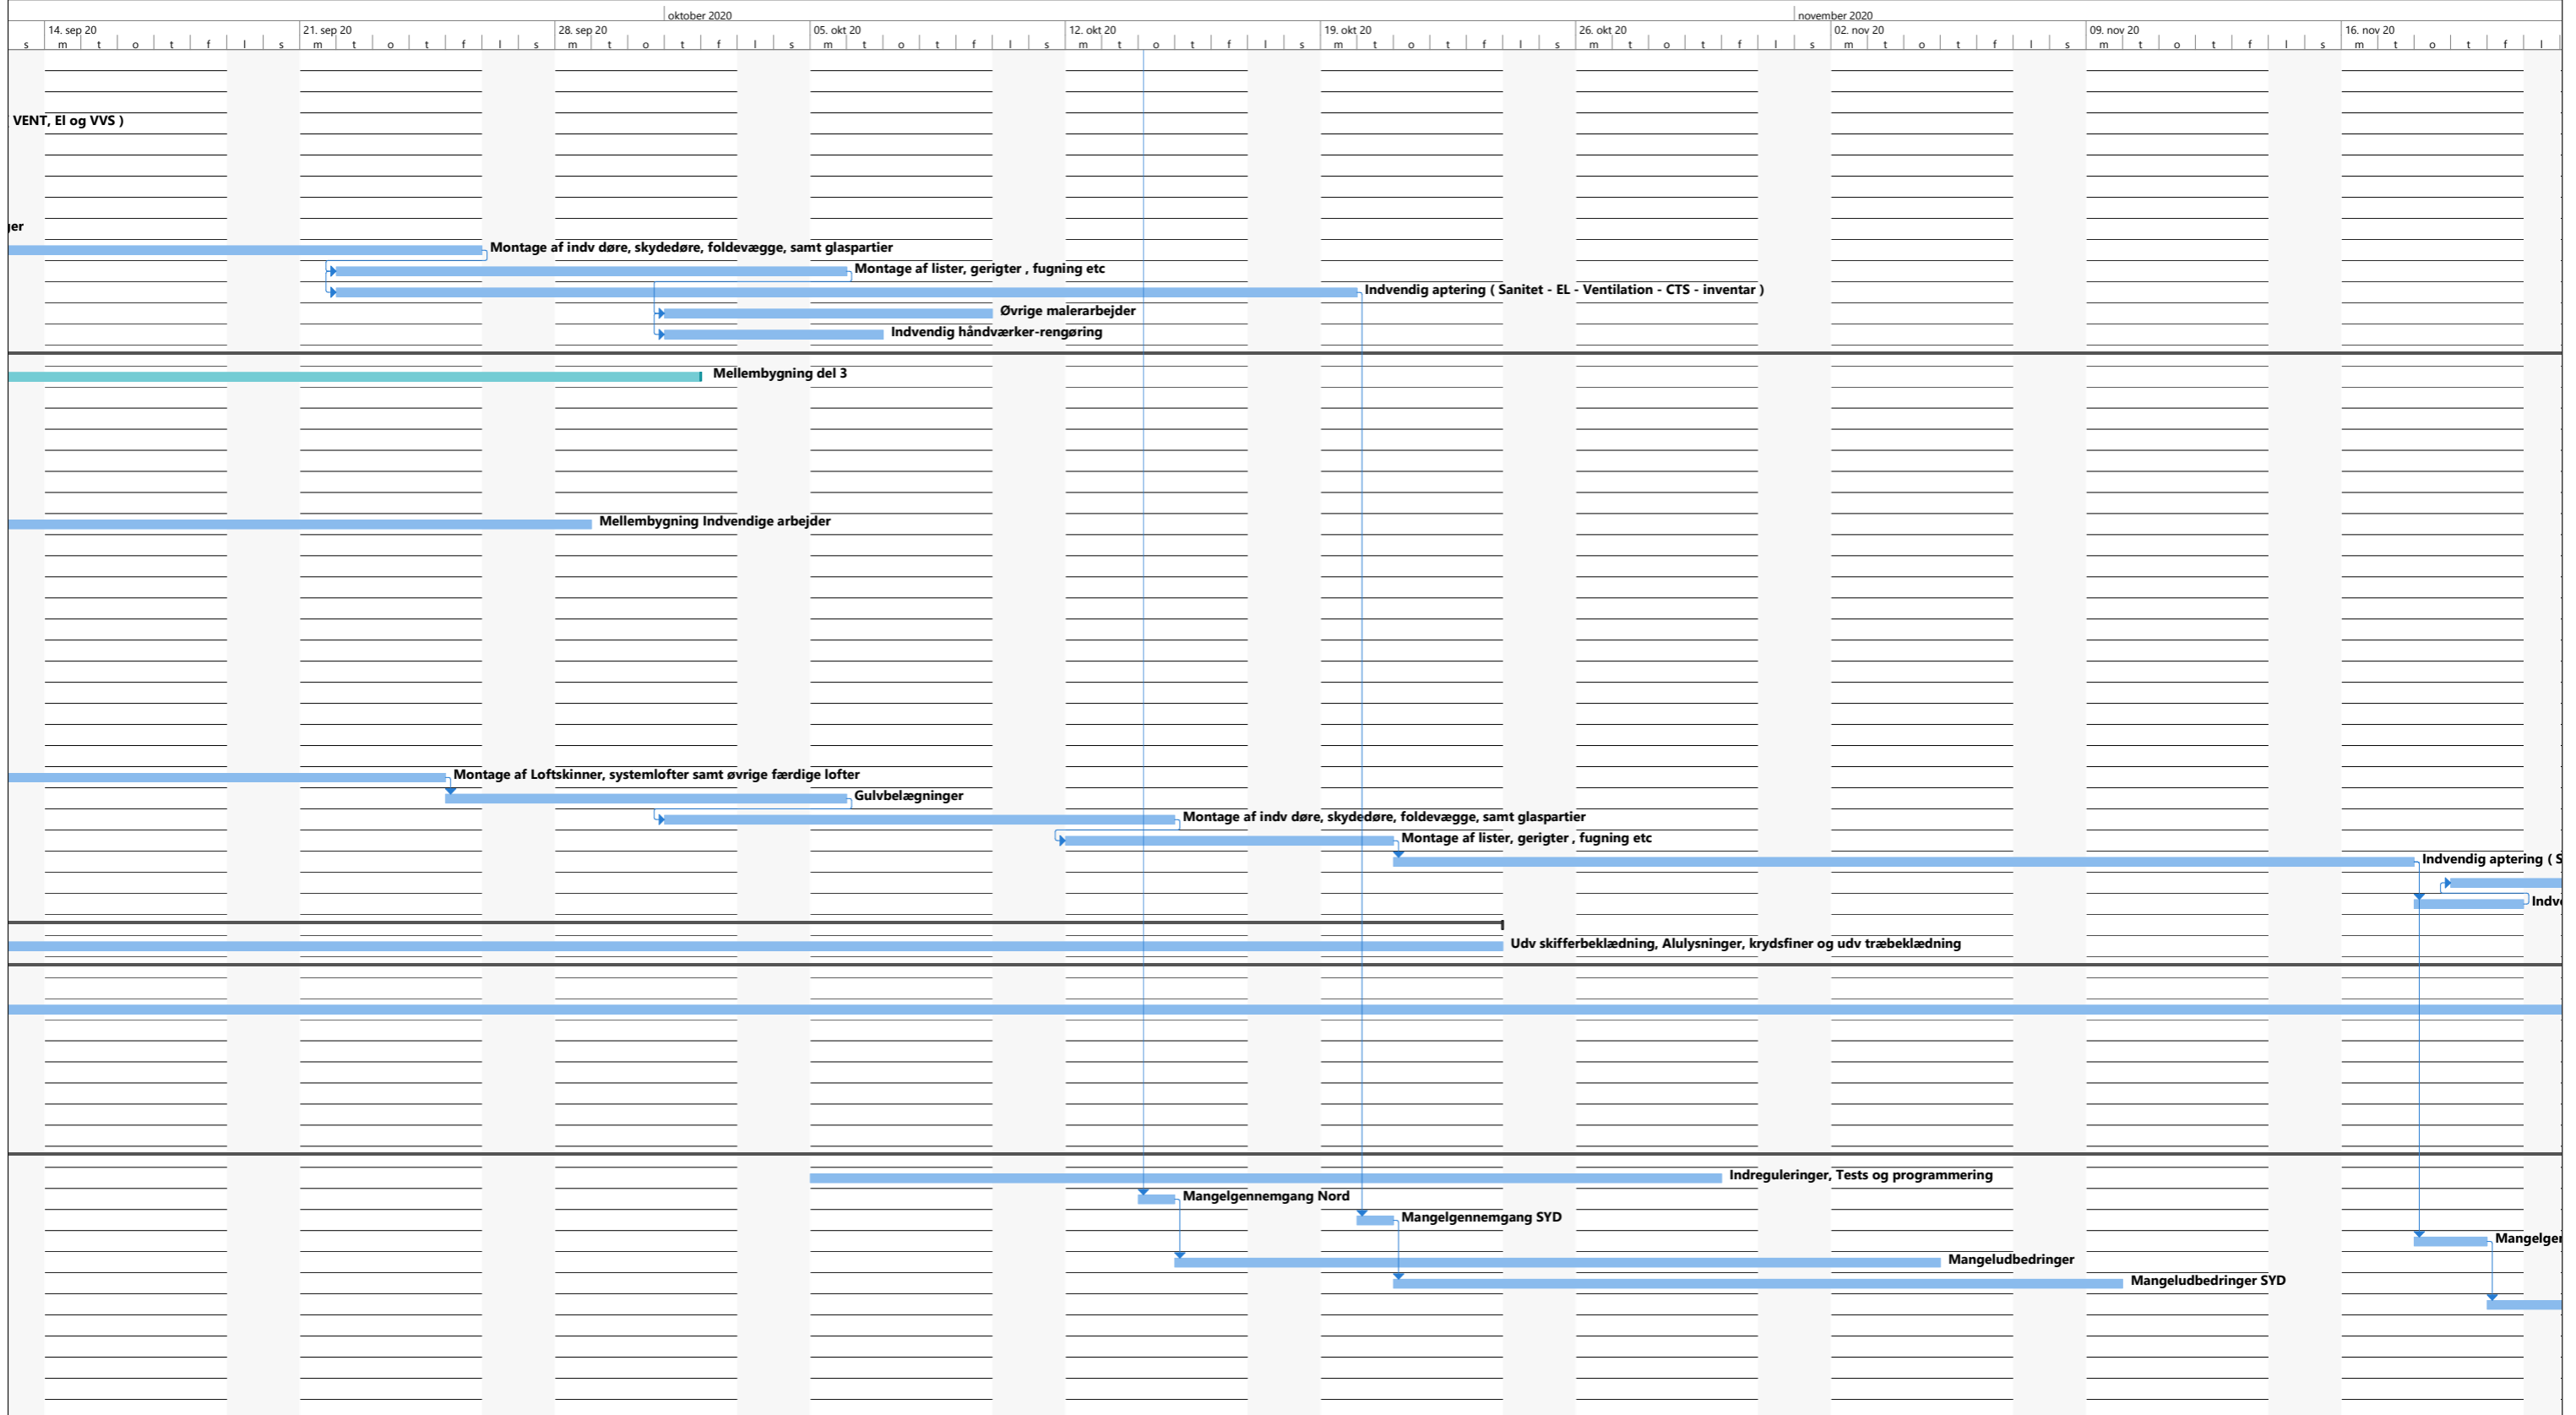 oktober 2020 november 2020
14. sep 20 21. sep 20 28. sep 20 05. okt 20 12. okt 20 19. okt 20 26. okt 20 02. nov 20 09. nov 20 16. nov 20
s m t o t f l s m t o t f l s m t o t f l s m t o t f l s m t o t f l s m t o t f l s m t o t f l s m t o t f l s m t o t f l s m t o t f l
VENT, El og VVS )
ger
Montage af indv døre, skydedøre, foldevægge, samt glaspartier
Montage af lister, gerigter , fugning etc
Indvendig aptering ( Sanitet - EL - Ventilation - CTS - inventar )
Øvrige malerarbejder
Indvendig håndværker-rengøring
Mellembygning del 3
Mellembygning Indvendige arbejder
Montage af Loftskinner, systemlofter samt øvrige færdige lofter
Gulvbelægninger
Montage af indv døre, skydedøre, foldevægge, samt glaspartier
Montage af lister, gerigter , fugning etc
Indvendig aptering ( S
Indv
Udv skifferbeklædning, Alulysninger, krydsfiner og udv træbeklædning
Indreguleringer, Tests og programmering
Mangelgennemgang Nord
Mangelgennemgang SYD
Mangelge
Mangeludbedringer
Mangeludbedringer SYD